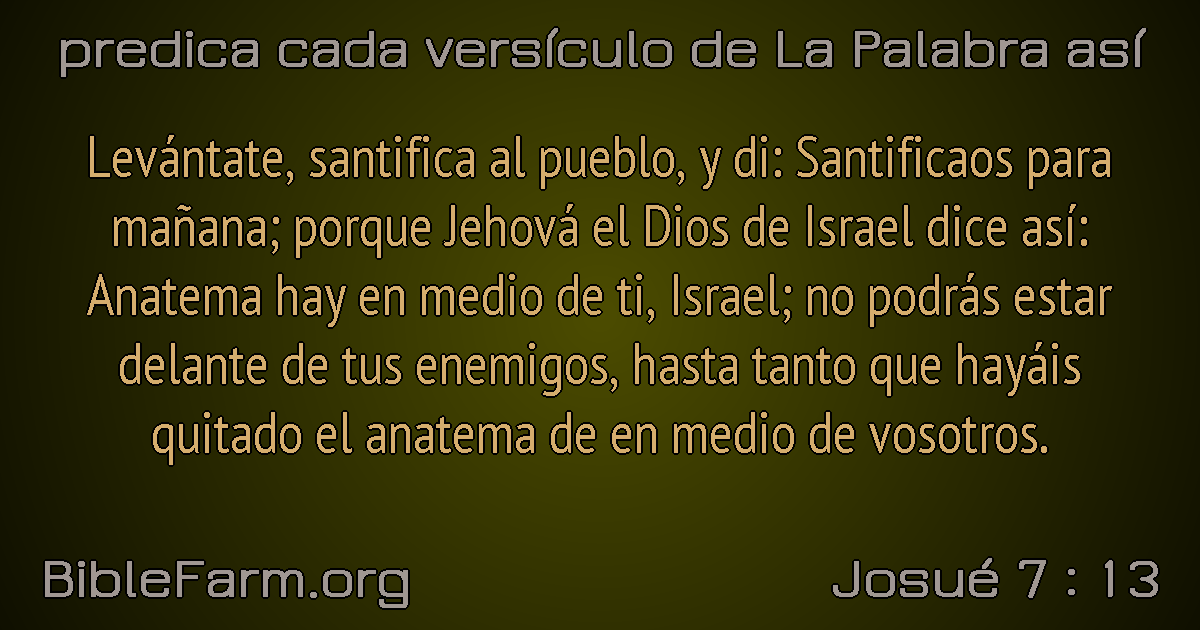 predica cada versículo de La Palabra así
Levántate, santifica al pueblo, y di: Santificaos para
mañana; porque Jehová el Dios de Israel dice así:
Anatema hay en medio de ti, Israel; no podrás estar
delante de tus enemigos, hasta tanto que hayáis
quitado el anatema de en medio de vosotros.
BibleFarm.org
Josué 7 : 13